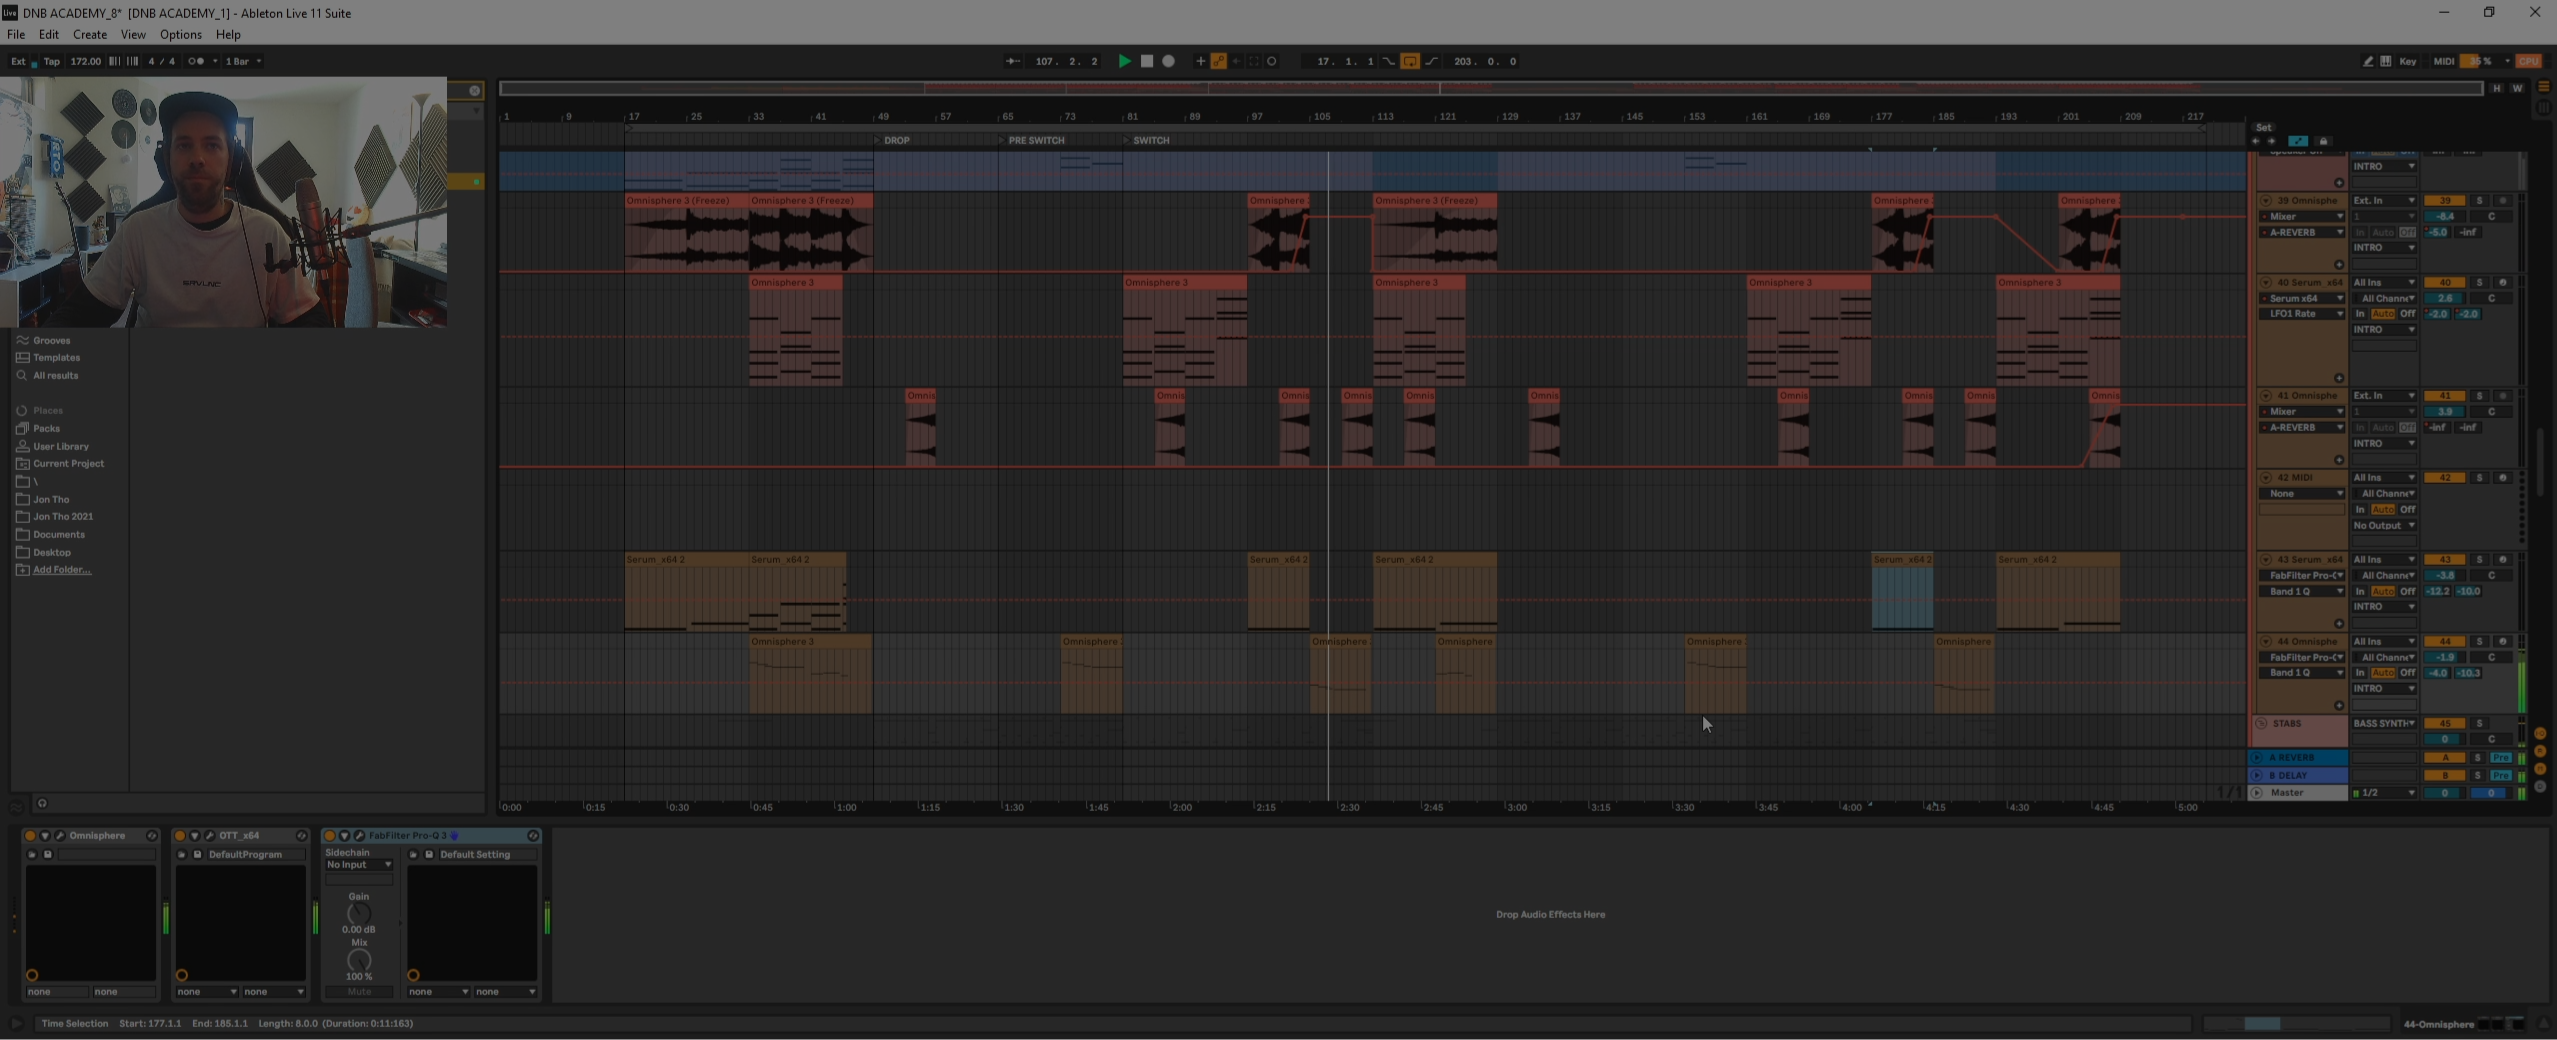 DNB ACADEMY_8* [DNB ACADEMY_1] - Ableton Live 11 Suite
File Edit Create View Options Help
Ext Tap 172.00 4 / 4 1 Bar 107. 2. 2 17. 1. 1 203. 0. 0 Key MIDI 35 % CPU
H W
1 9 17 25 33 41 49 57 65 73 81 89 97 105 113 121 129 137 145 153 161 169 177 185 193 201 209 217
Set
DROP PRE SWITCH SWITCH
INTRO
Omnisphere 3 (Freeze) Omnisphere 3 (Freeze) Omnisphere Omnisphere 3 (Freeze) Omnisphere Omnisphere 39 Omnisphe Ext. In 39 S
Mixer 1 -8.4 C
A-REVERB In Auto Off -5.0 -inf
INTRO
SRVLNC
Omnisphere 3 Omnisphere 3 Omnisphere 3 Omnisphere 3 Omnisphere 3 40 Serum_x64 All Ins 40 S
Serum x64 All Channe 2.6 C
LFO1 Rate In Auto Off -2.0 -2.0
INTRO
Grooves
Templates
All results
Omnis Omnis Omnis Omnis Omnis Omnis Omnis Omnis Omnis Omnis 41 Omnisphe Ext. In 41 S
Mixer 1 3.9 C
A-REVERB In Auto Off -inf -inf
INTRO
Places
Packs
User Library
Current Project
\
Jon Tho
Jon Tho 2021
Documents
Desktop
Add Folder...
42 MIDI All Ins 42 S
None All Channe
In Auto Off
No Output
Serum_x64 2 Serum_x64 2 Serum_x64 2 Serum_x64 2 Serum_x64 2 Serum_x64 2 43 Serum_x64 All Ins 43 S
FabFilter Pro-Q All Channe -3.8 C
Band 1 Q In Auto Off -12.2 -10.0
INTRO
Omnisphere 3 Omnisphere Omnisphere Omnisphere Omnisphere Omnisphere 44 Omnisphe All Ins 44 S
FabFilter Pro-Q All Channe -1.9 C
Band 1 Q In Auto Off -4.0 -10.3
INTRO
STABS BASS SYNTH 45 S
0 C
A REVERB A S Pre
B DELAY B S Pre
1/1 Master 1/2 0 0
0:00 0:15 0:30 0:45 1:00 1:15 1:30 1:45 2:00 2:15 2:30 2:45 3:00 3:15 3:30 3:45 4:00 4:15 4:30 4:45 5:00
Omnisphere OTT_x64 FabFilter Pro-Q 3
DefaultProgram Sidechain Default Setting
No Input
Gain
0.00 dB
Mix
100 %
Mute
none none none none none none
Drop Audio Effects Here
Time Selection Start: 177.1.1 End: 185.1.1 Length: 8.0.0 (Duration: 0:11:163)
44-Omnisphere